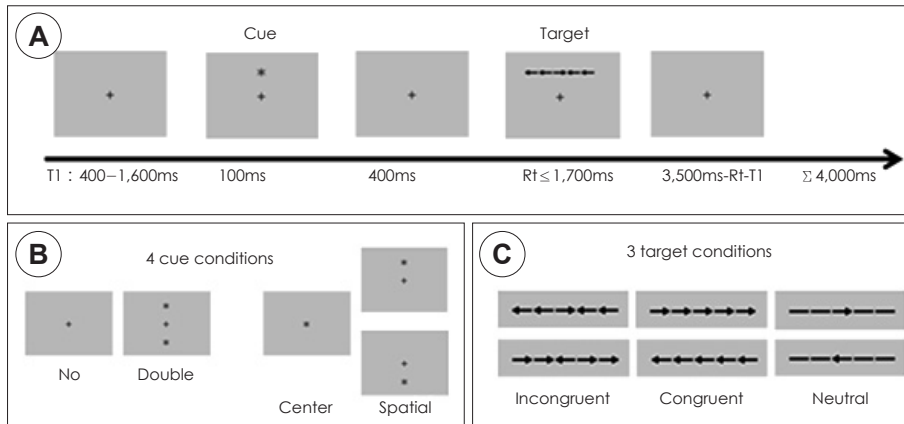 A
Cue
Target
T1 : 400−1,600ms
100ms
400ms
Rt ≤ 1,700ms
3,500ms-Rt-T1
Σ 4,000ms
B
4 cue conditions
No
Double
Center
Spatial
C
3 target conditions
Incongruent
Congruent
Neutral